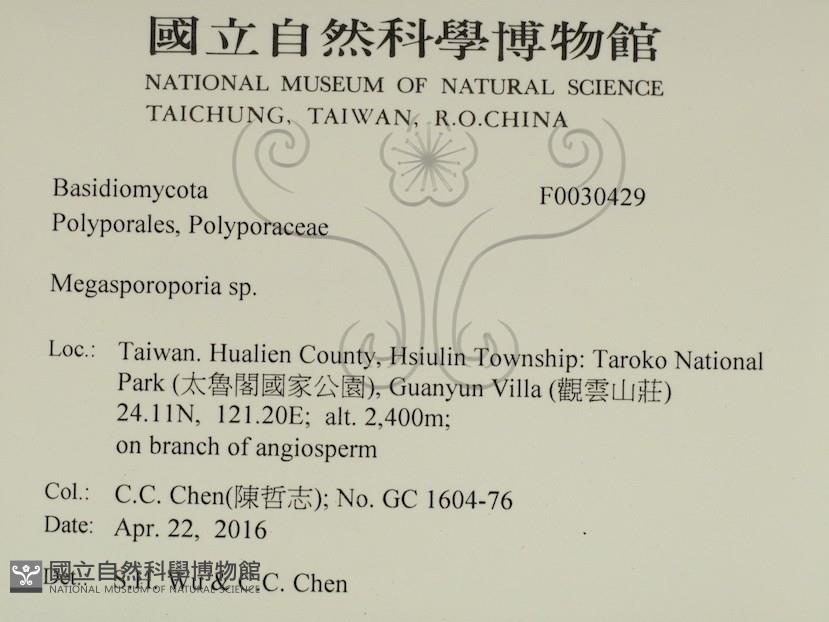 國立自然科學博物館
NATIONAL MUSEUM OF NATURAL SCIENCE
TAICHUNG, TAIWAN, R.O.CHINA
Basidiomycota F0030429
Polyporales, Polyporaceae
Megasporoporia sp.
Loc.: Taiwan. Hualien County, Hsiulin Township: Taroko National
Park (太魯閣國家公園), Guanyun Villa (觀雲山莊)
24.11N, 121.20E; alt. 2,400m;
on branch of angiosperm
Col.: C.C. Chen(陳哲志); No. GC 1604-76
Date: Apr. 22, 2016
Det.: S.H. Wu & C.C. Chen
國立自然科學博物館
NATIONAL MUSEUM OF NATURAL SCIENCE